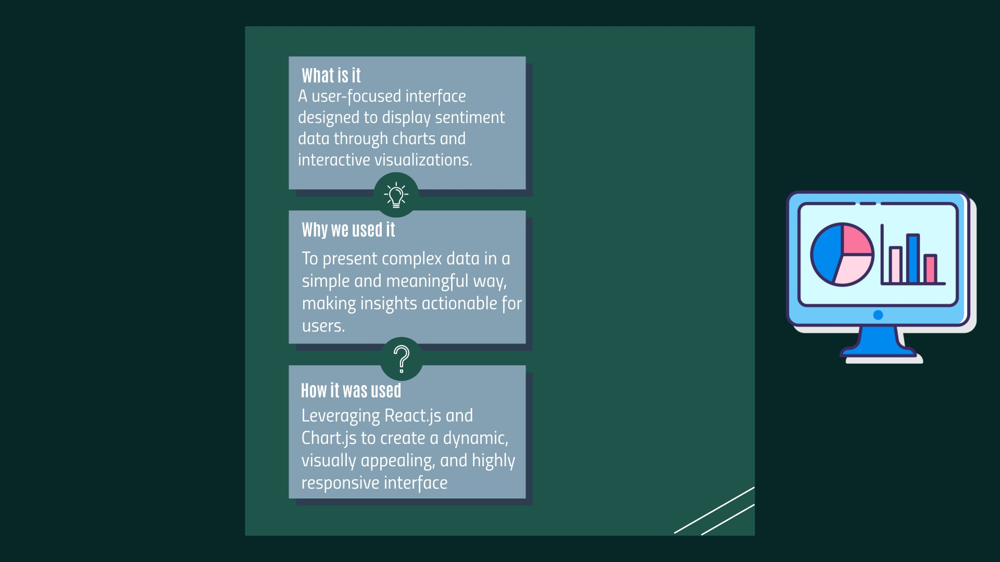 What is it
A user-focused interface
designed to display sentiment
data through charts and
interactive visualizations.
Why we used it
To present complex data in a
simple and meaningful way,
making insights actionable for
users.
How it was used
Leveraging React.js and
Chart.js to create a dynamic,
visually appealing, and highly
responsive interface